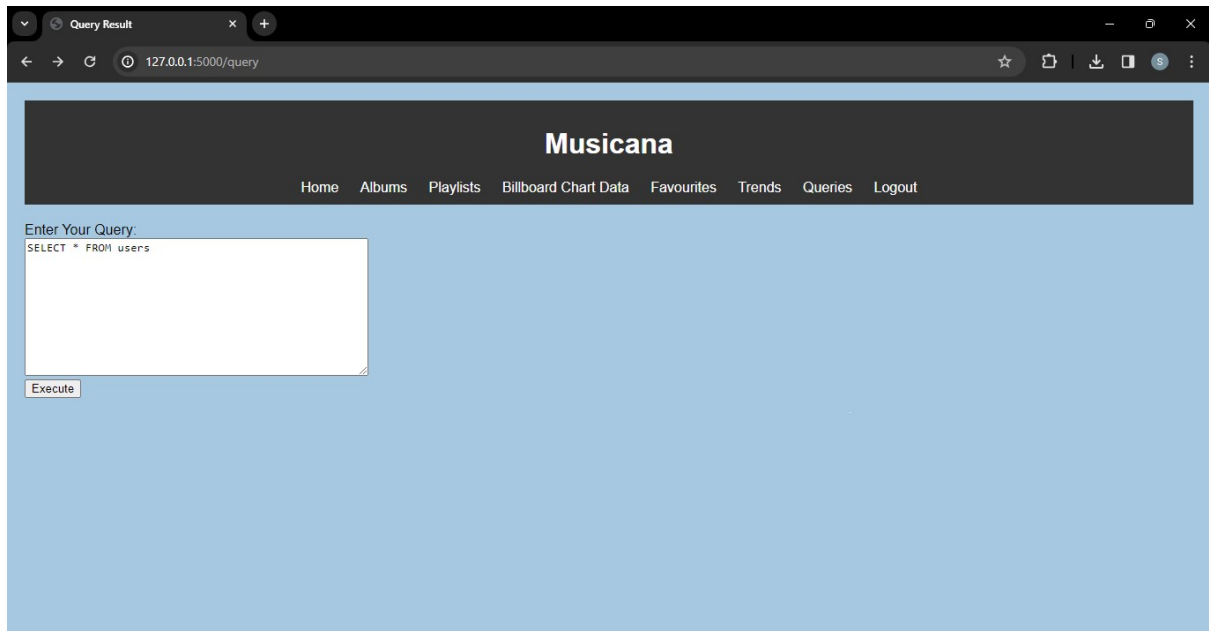 Query Result
127.0.0.1:5000/query
S
Musicana
Home Albums Playlists Billboard Chart Data Favourites Trends Queries Logout
Enter Your Query:
SELECT * FROM users
Execute